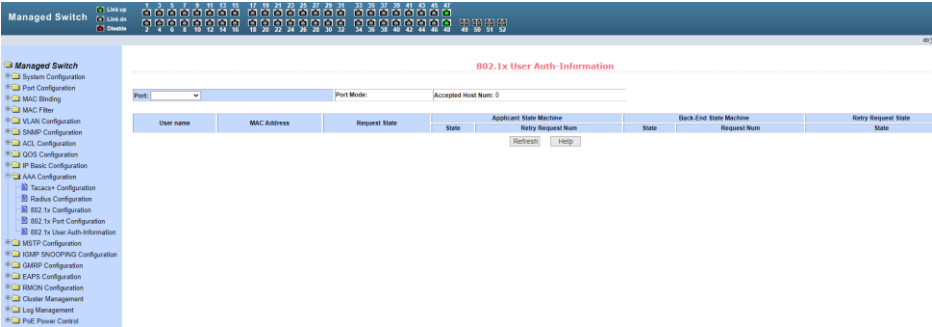 Managed Switch
Link up
Link dn
Disable
1 3 5 7 9 11 13 15 17 19 21 23 25 27 29 31 33 35 37 39 41 43 45 47
2 4 6 8 10 12 14 16 18 20 22 24 26 28 30 32 34 36 38 40 42 44 46 48 49 50 51 52
Managed Switch
System Configuration
Port Configuration
MAC Binding
MAC Filter
VLAN Configuration
SNMP Configuration
ACL Configuration
QOS Configuration
IP Basic Configuration
AAA Configuration
Tacacs+ Configuration
Radius Configuration
802.1x Configuration
802.1x Port Configuration
802.1x User Auth-Information
MSTP Configuration
IGMP SNOOPING Configuration
GMRP Configuration
EAPS Configuration
RMON Configuration
Cluster Management
Log Management
PoE Power Control
802.1x User Auth-Information
Port: Port Mode: Accepted Host Num: 0
User name MAC Address Request State Applicant State Machine Back-End State Machine Retry Request State
State Retry Request Num State Request Num State
Refresh Help